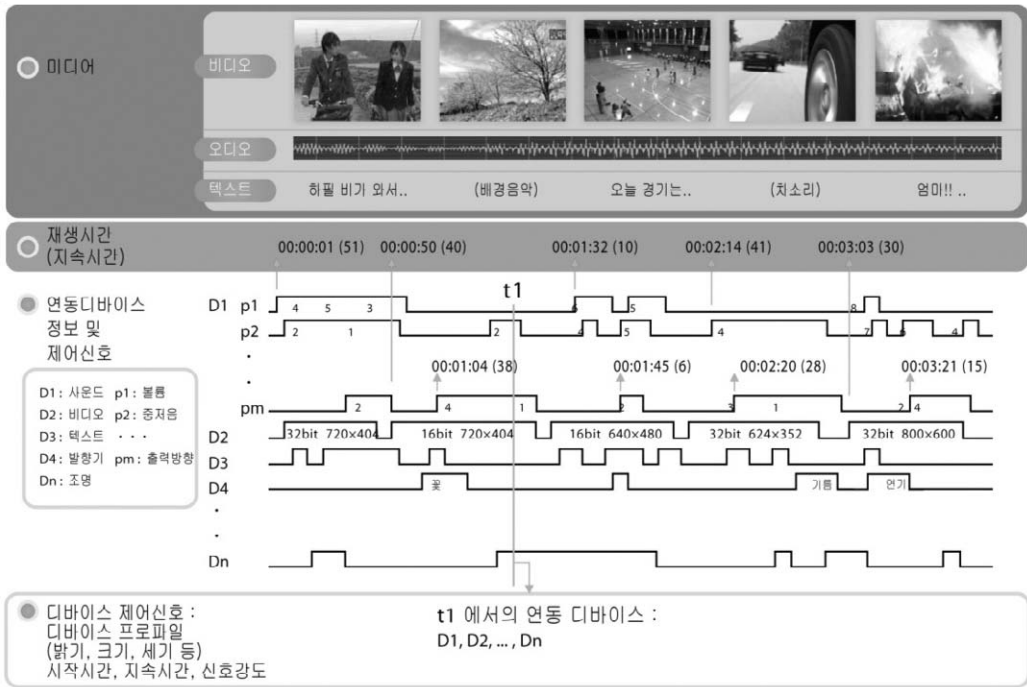 미디어
비디오
오디오
텍스트
하필 비가 와서.. (배경음악) 오늘 경기는.. (차소리) 엄마!! ..
재생시간
(지속시간)
00:00:01 (51) 00:00:50 (40) 00:01:32 (10) 00:02:14 (41) 00:03:03 (30)
연동디바이스
정보 및
제어신호
t1
D1 p1 4 5 3 6 5 8
p2 2 1 2 4 5 4 7 6 4
.
.
00:01:04 (38) 00:01:45 (6) 00:02:20 (28) 00:03:21 (15)
pm 2 4 1 2 3 1 2 4
D1 : 사운드 p1 : 볼륨
D2 : 비디오 p2 : 중저음
D3 : 텍스트 · · ·
D4 : 발향기 pm : 출력방향
Dn : 조명
D2 32bit 720×404 16bit 720×404 16bit 640×480 32bit 624×352 32bit 800×600
D3
D4 꽃 기름 연기
.
.
Dn
디바이스 제어신호 :
디바이스 프로파일
(밝기, 크기, 세기 등)
시작시간, 지속시간, 신호강도
t1 에서의 연동 디바이스 :
D1, D2, ... , Dn